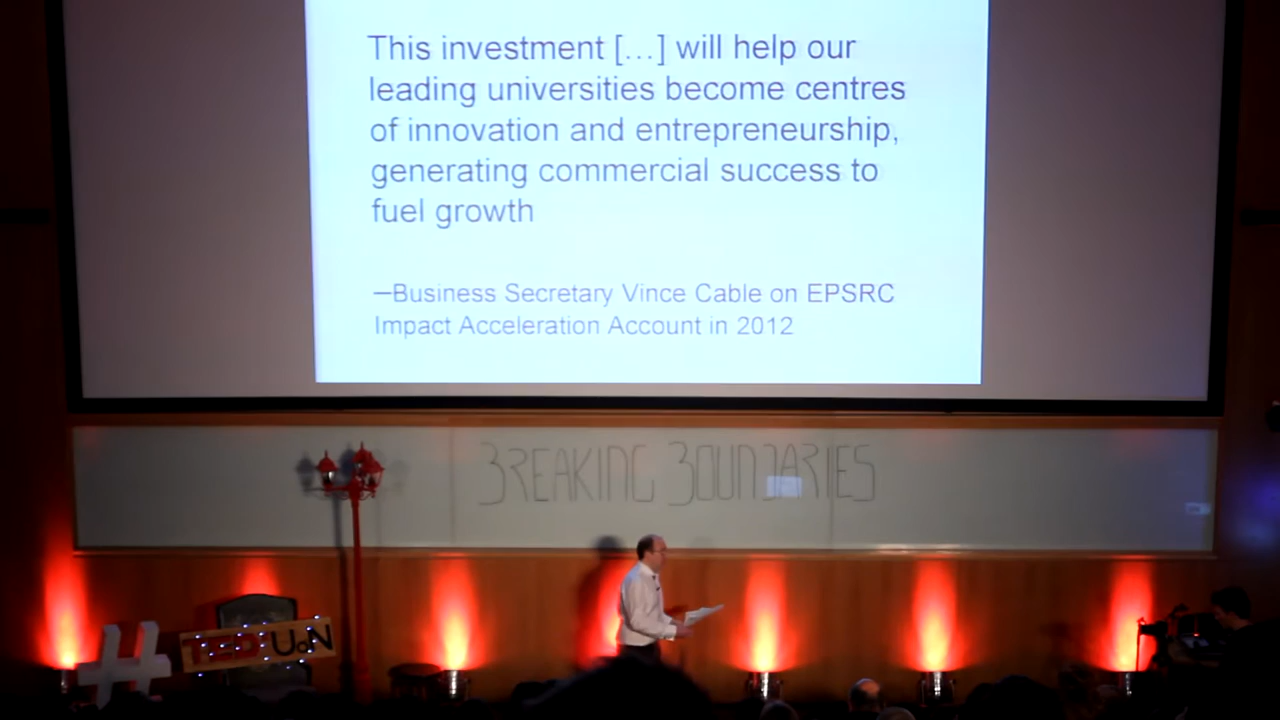 This investment [...] will help our
leading universities become centres
of innovation and entrepreneurship,
generating commercial success to
fuel growth
—Business Secretary Vince Cable on EPSRC
Impact Acceleration Account in 2012
BREAKING BOUNDARIES
#
TEDxUoN